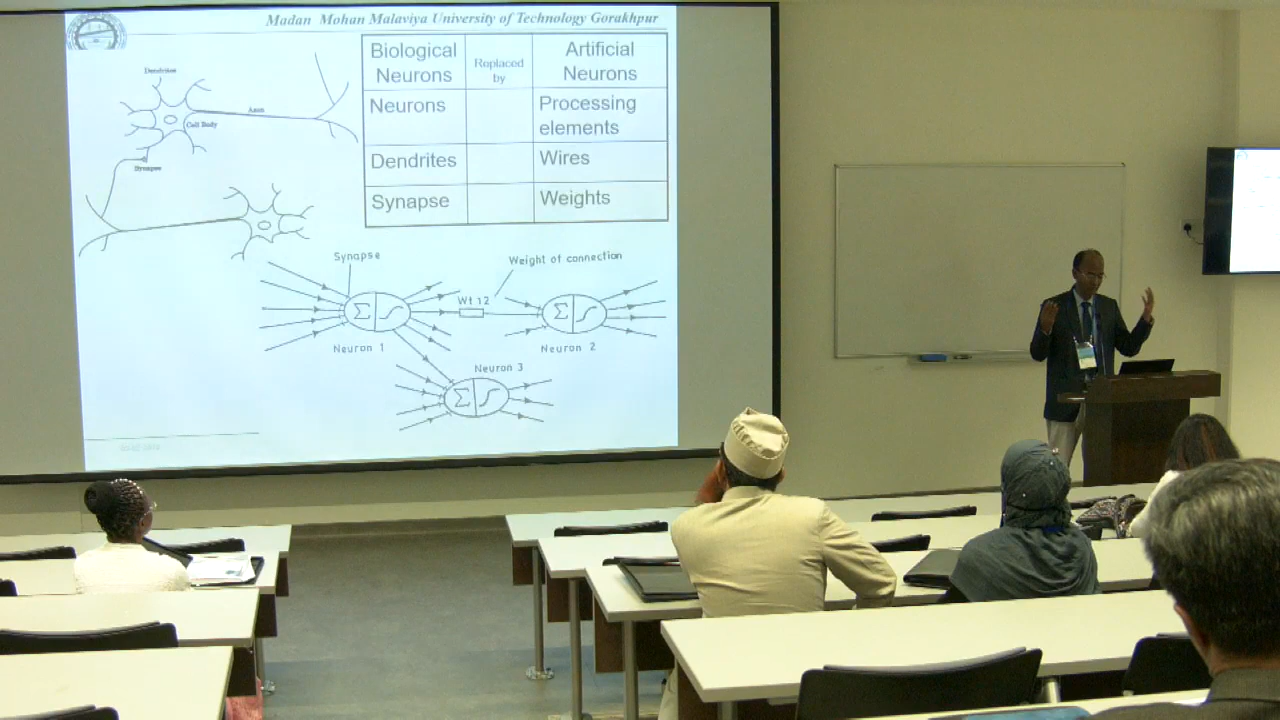 Madan Mohan Malaviya University of Technology Gorakhpur
Biological Neurons
Replaced by
Artificial Neurons
Neurons
Processing elements
Dendrites
Wires
Synapse
Weights
Dendrites
Axon
Cell Body
Synapse
Synapse
Weight of connection
Wt 12
Σ
Σ
Neuron 1
Neuron 2
Neuron 3
Σ